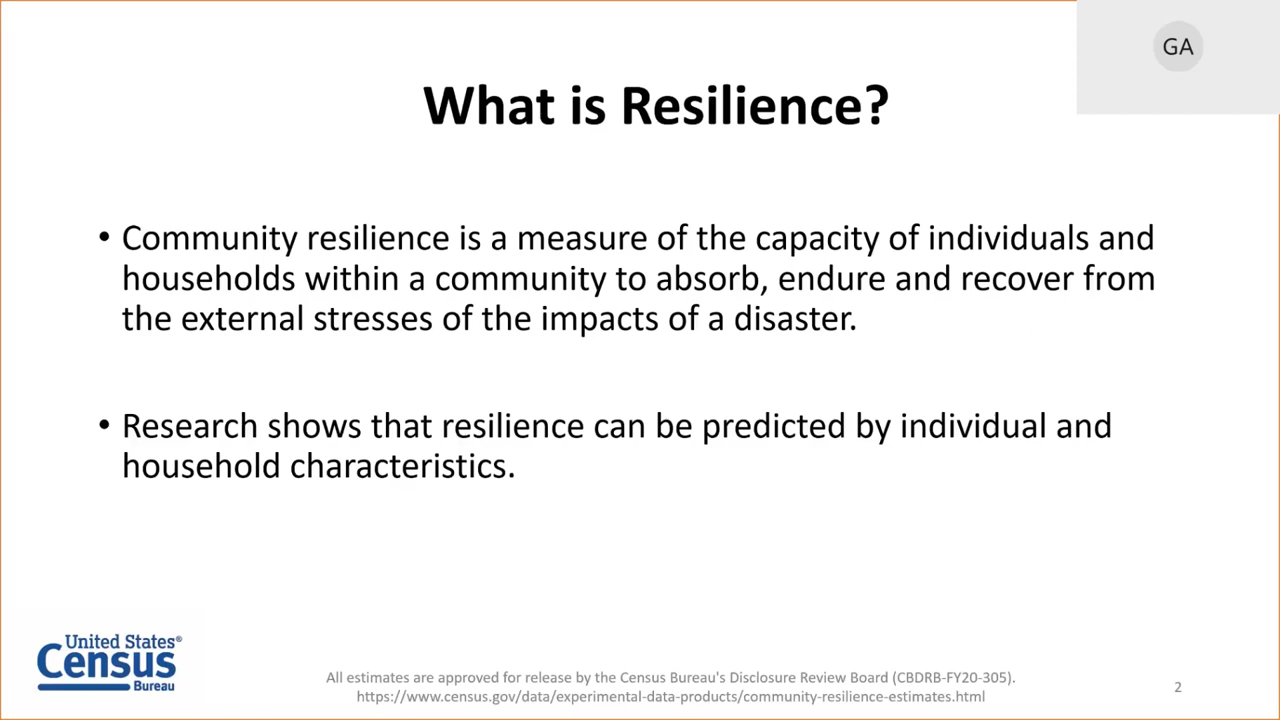 GA
What is Resilience?
• Community resilience is a measure of the capacity of individuals and
households within a community to absorb, endure and recover from
the external stresses of the impacts of a disaster.
• Research shows that resilience can be predicted by individual and
household characteristics.
United States®
Census
Bureau
All estimates are approved for release by the Census Bureau's Disclosure Review Board (CBDRB-FY20-305).
https://www.census.gov/data/experimental-data-products/community-resilience-estimates.html
2